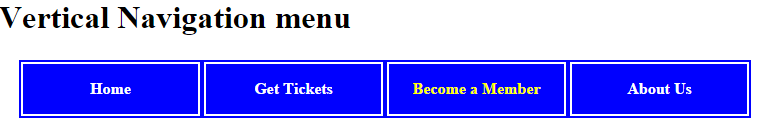 Vertical Navigation menu
Home Get Tickets Become a Member About Us